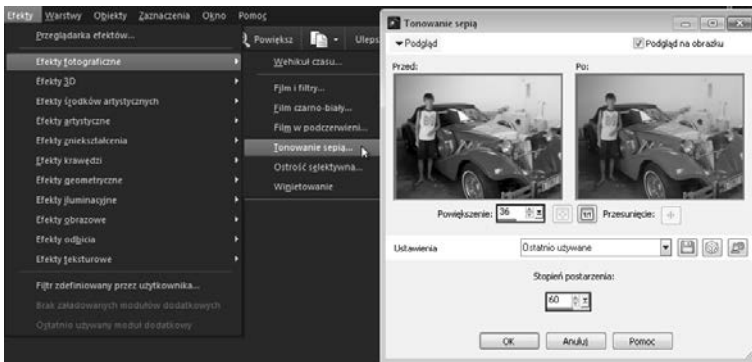 Efekty Warstwy Obiekty Zaznaczenia Okno Pomoc
Przeglądarka efektów...
Efekty fotograficzne
Efekty 3D
Efekty środków artystycznych
Efekty artystyczne
Efekty zniekształcenia
Efekty krawędzi
Efekty geometryczne
Efekty iluminacyjne
Efekty obrazowe
Efekty odbicia
Efekty teksturowe
Filtr zdefiniowany przez użytkownika...
Brak załadowanych modułów dodatkowych
Ostatnio używany moduł dodatkowy
Powiększ Uleps
Wehikuł czasu...
Film i filtry...
Film czarno-biały...
Film w podczerwieni...
Tonowanie sepią...
Ostrość selektywna...
Winietowanie
Tonowanie sepią
Podgląd Podgląd na obrazku
Przed: Po:
Powiększenie: 36 1:1 Przesunięcie:
Ustawienia Ostatnio używane
Stopień postarzenia:
60
OK Anuluj Pomoc